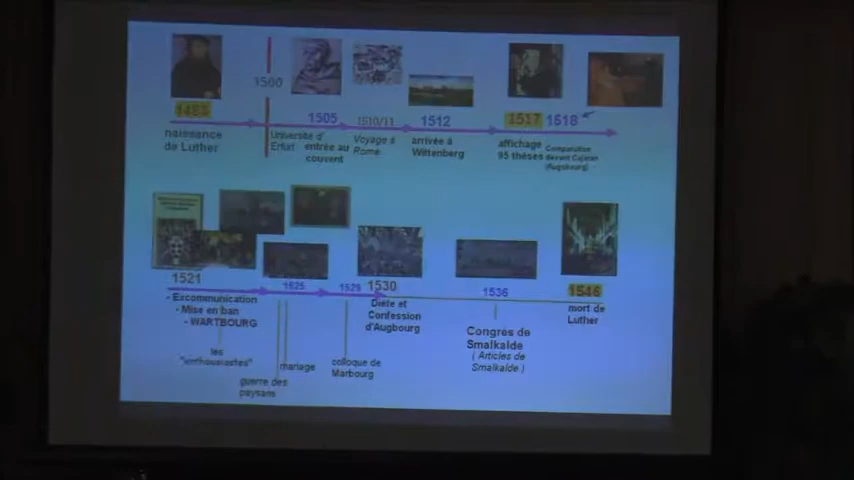 1500
1483
1505
1510/11
1512
1517
1518
naissance
de Luther
Université d'
Erfurt
entrée au
couvent
Voyage à
Rome
arrivée à
Wittenberg
affichage
95 thèses
Comparution
devant Cajetan
(Augsbourg)
1521
1525
1529
1530
1536
1546
- Excommunication
- Mise en ban
- WARTBOURG
les
"enthousiastes"
guerre des
paysans
mariage
colloque de
Marbourg
Diète et
Confession
d'Augbourg
Congrès de
Smalkalde
( Articles de
Smalkalde )
mort de
Luther